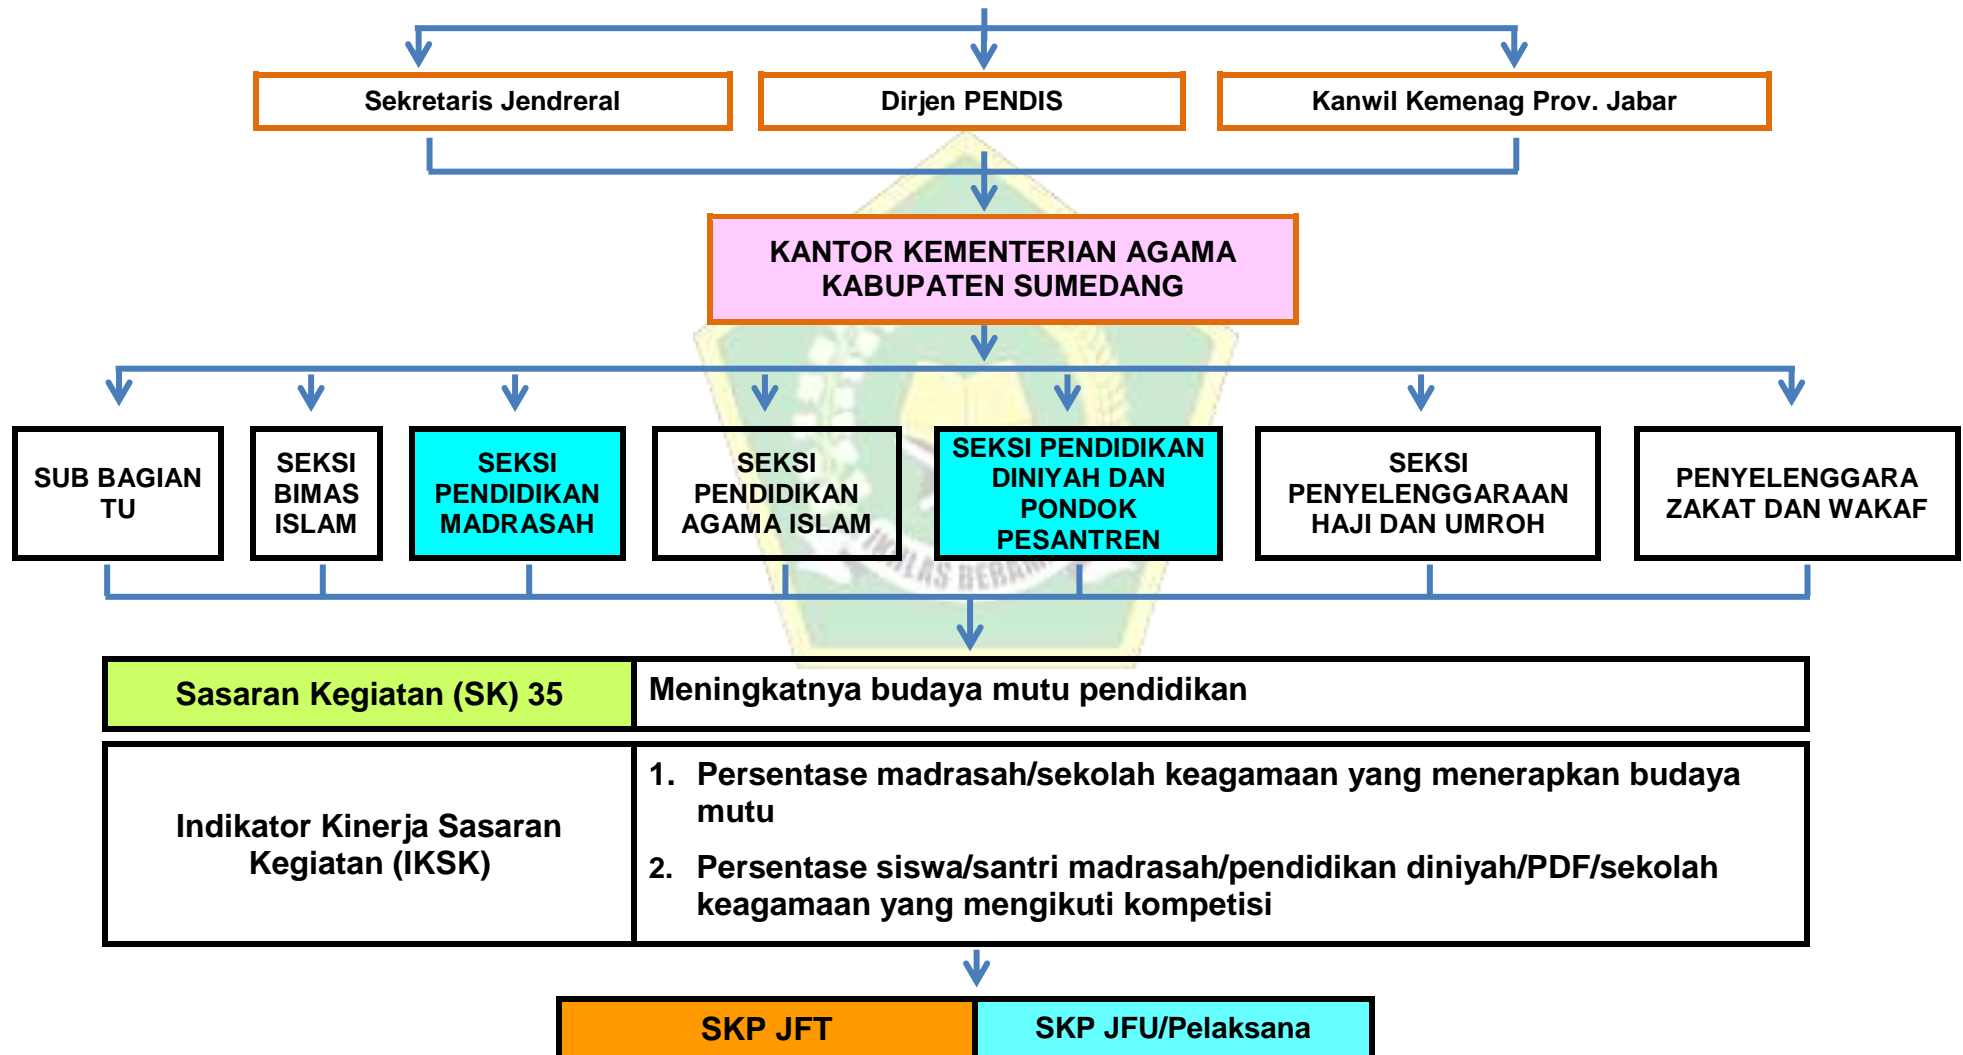 Sekretaris Jendreral
Dirjen PENDIS
Kanwil Kemenag Prov. Jabar
KANTOR KEMENTERIAN AGAMA
KABUPATEN SUMEDANG
SUB BAGIAN
TU
SEKSI
BIMAS
ISLAM
SEKSI
PENDIDIKAN
MADRASAH
SEKSI
PENDIDIKAN
AGAMA ISLAM
SEKSI PENDIDIKAN
DINIYAH DAN
PONDOK
PESANTREN
SEKSI
PENYELENGGARAAN
HAJI DAN UMROH
PENYELENGGARA
ZAKAT DAN WAKAF
Sasaran Kegiatan (SK) 35
Meningkatnya budaya mutu pendidikan
Indikator Kinerja Sasaran
Kegiatan (IKSK)
1. Persentase madrasah/sekolah keagamaan yang menerapkan budaya
mutu
2. Persentase siswa/santri madrasah/pendidikan diniyah/PDF/sekolah
keagamaan yang mengikuti kompetisi
SKP JFT
SKP JFU/Pelaksana